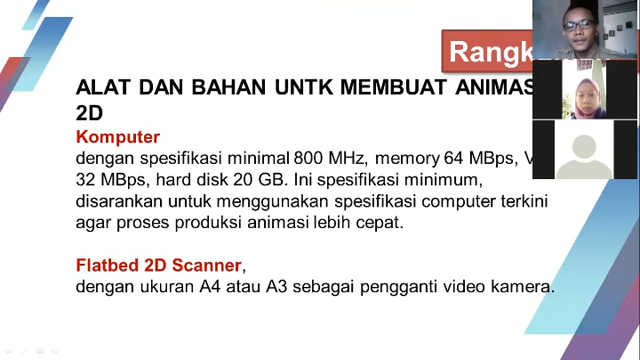 Rangk
ALAT DAN BAHAN UNTK MEMBUAT ANIMAS
2D
Komputer
dengan spesifikasi minimal 800 MHz, memory 64 MBps, V
32 MBps, hard disk 20 GB. Ini spesifikasi minimum,
disarankan untuk menggunakan spesifikasi computer terkini
agar proses produksi animasi lebih cepat.
Flatbed 2D Scanner,
dengan ukuran A4 atau A3 sebagai pengganti video kamera.